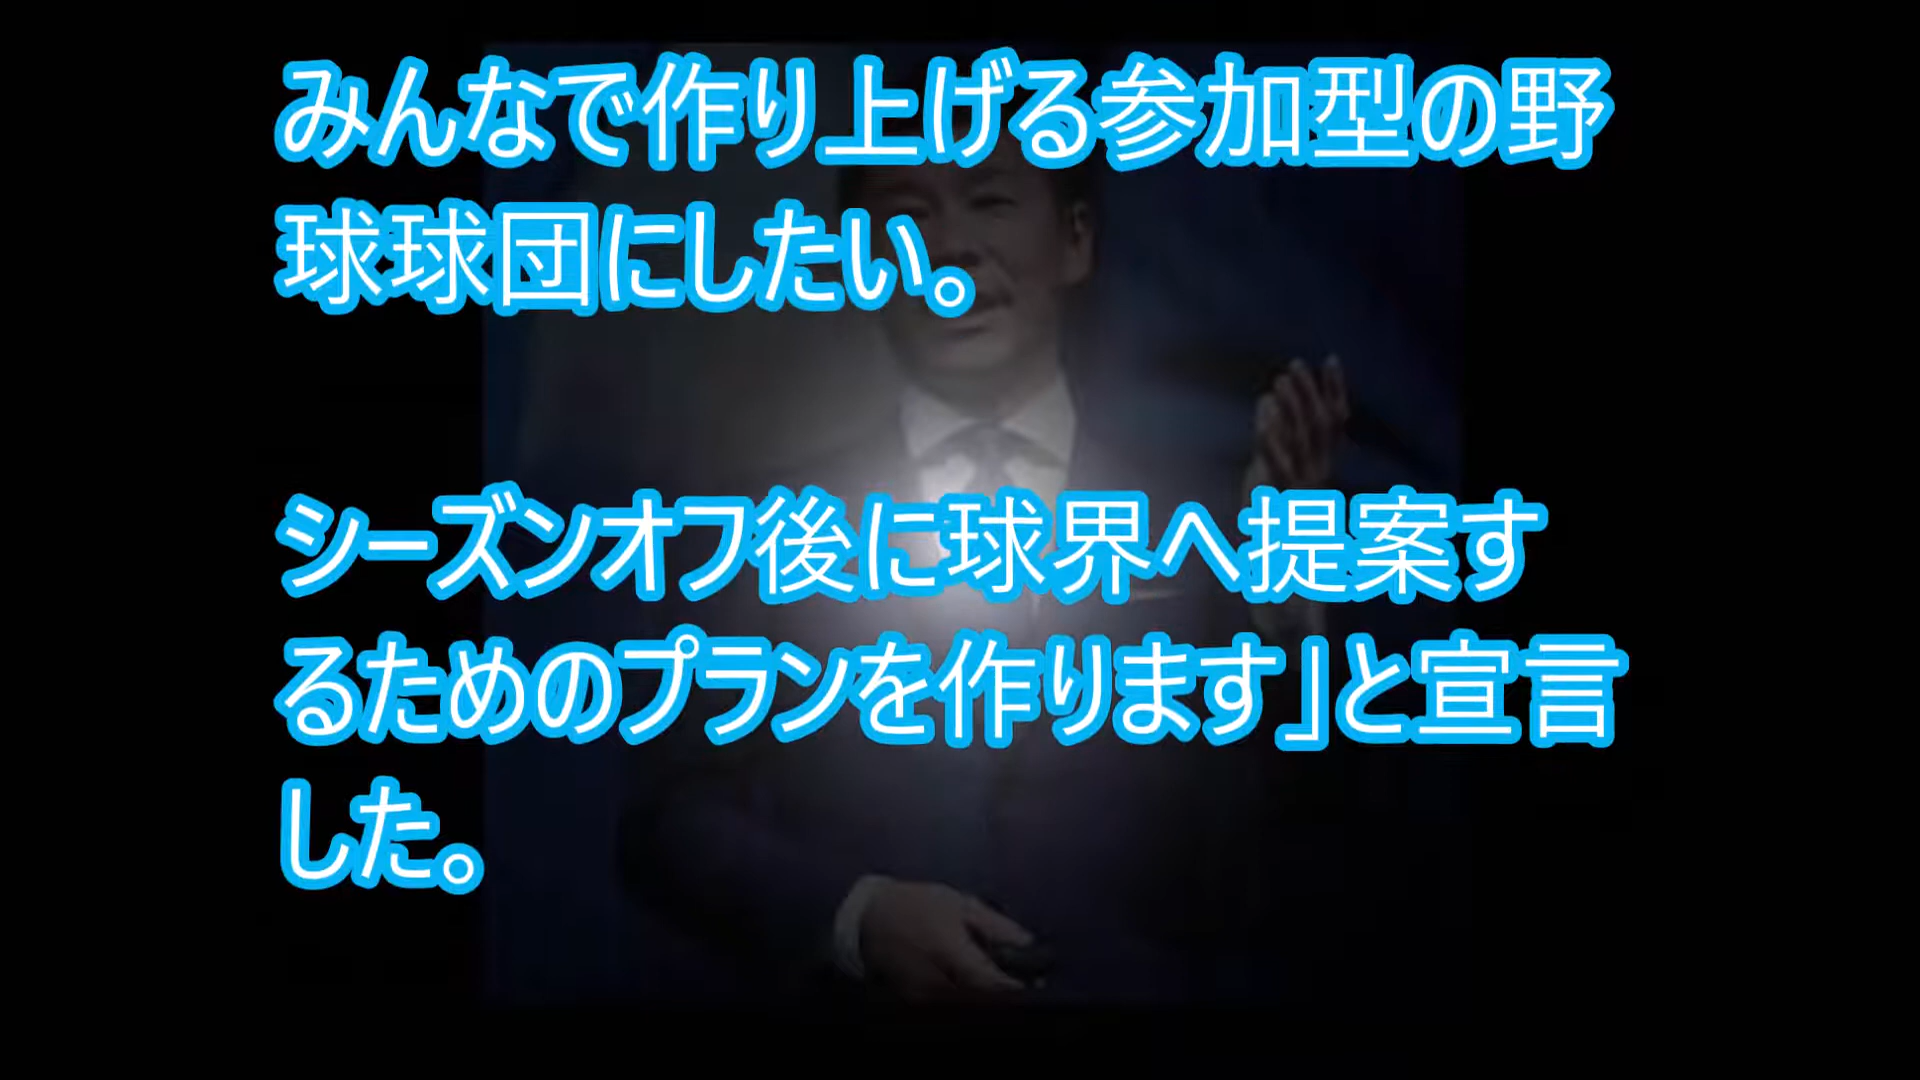 みんなで作り上げる参加型の野
球球団にしたい。
シーズンオフ後に球界へ提案す
るためのプランを作ります」と宣言
した。